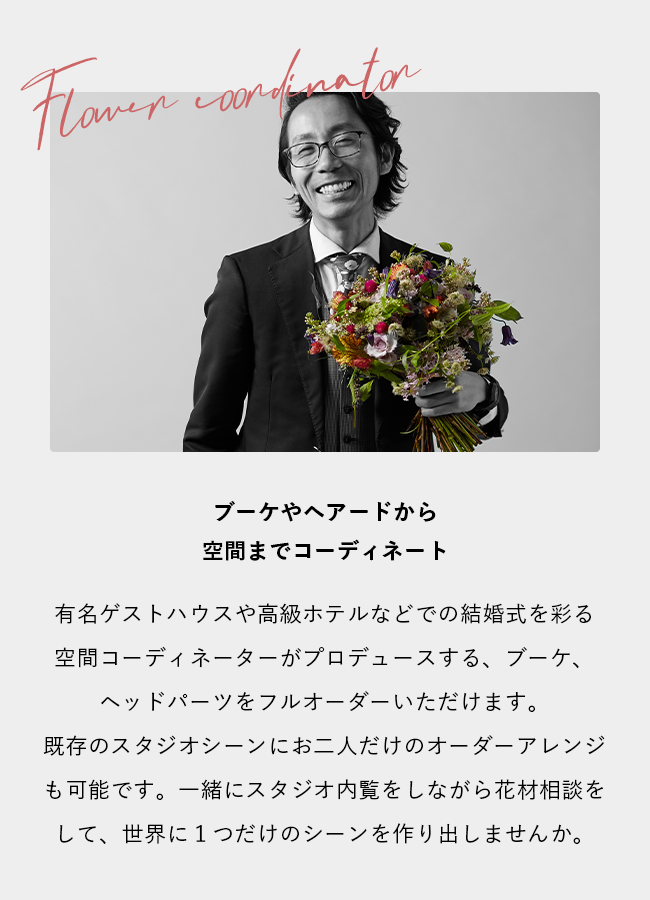 Flower coordinator
ブーケやヘアードから
空間までコーディネート
有名ゲストハウスや高級ホテルなどでの結婚式を彩る
空間コーディネーターがプロデュースする、ブーケ、
ヘッドパーツをフルオーダーいただけます。
既存のスタジオシーンにお二人だけのオーダーアレンジ
も可能です。一緒にスタジオ内覧をしながら花材相談を
して、世界に１つだけのシーンを作り出しませんか。